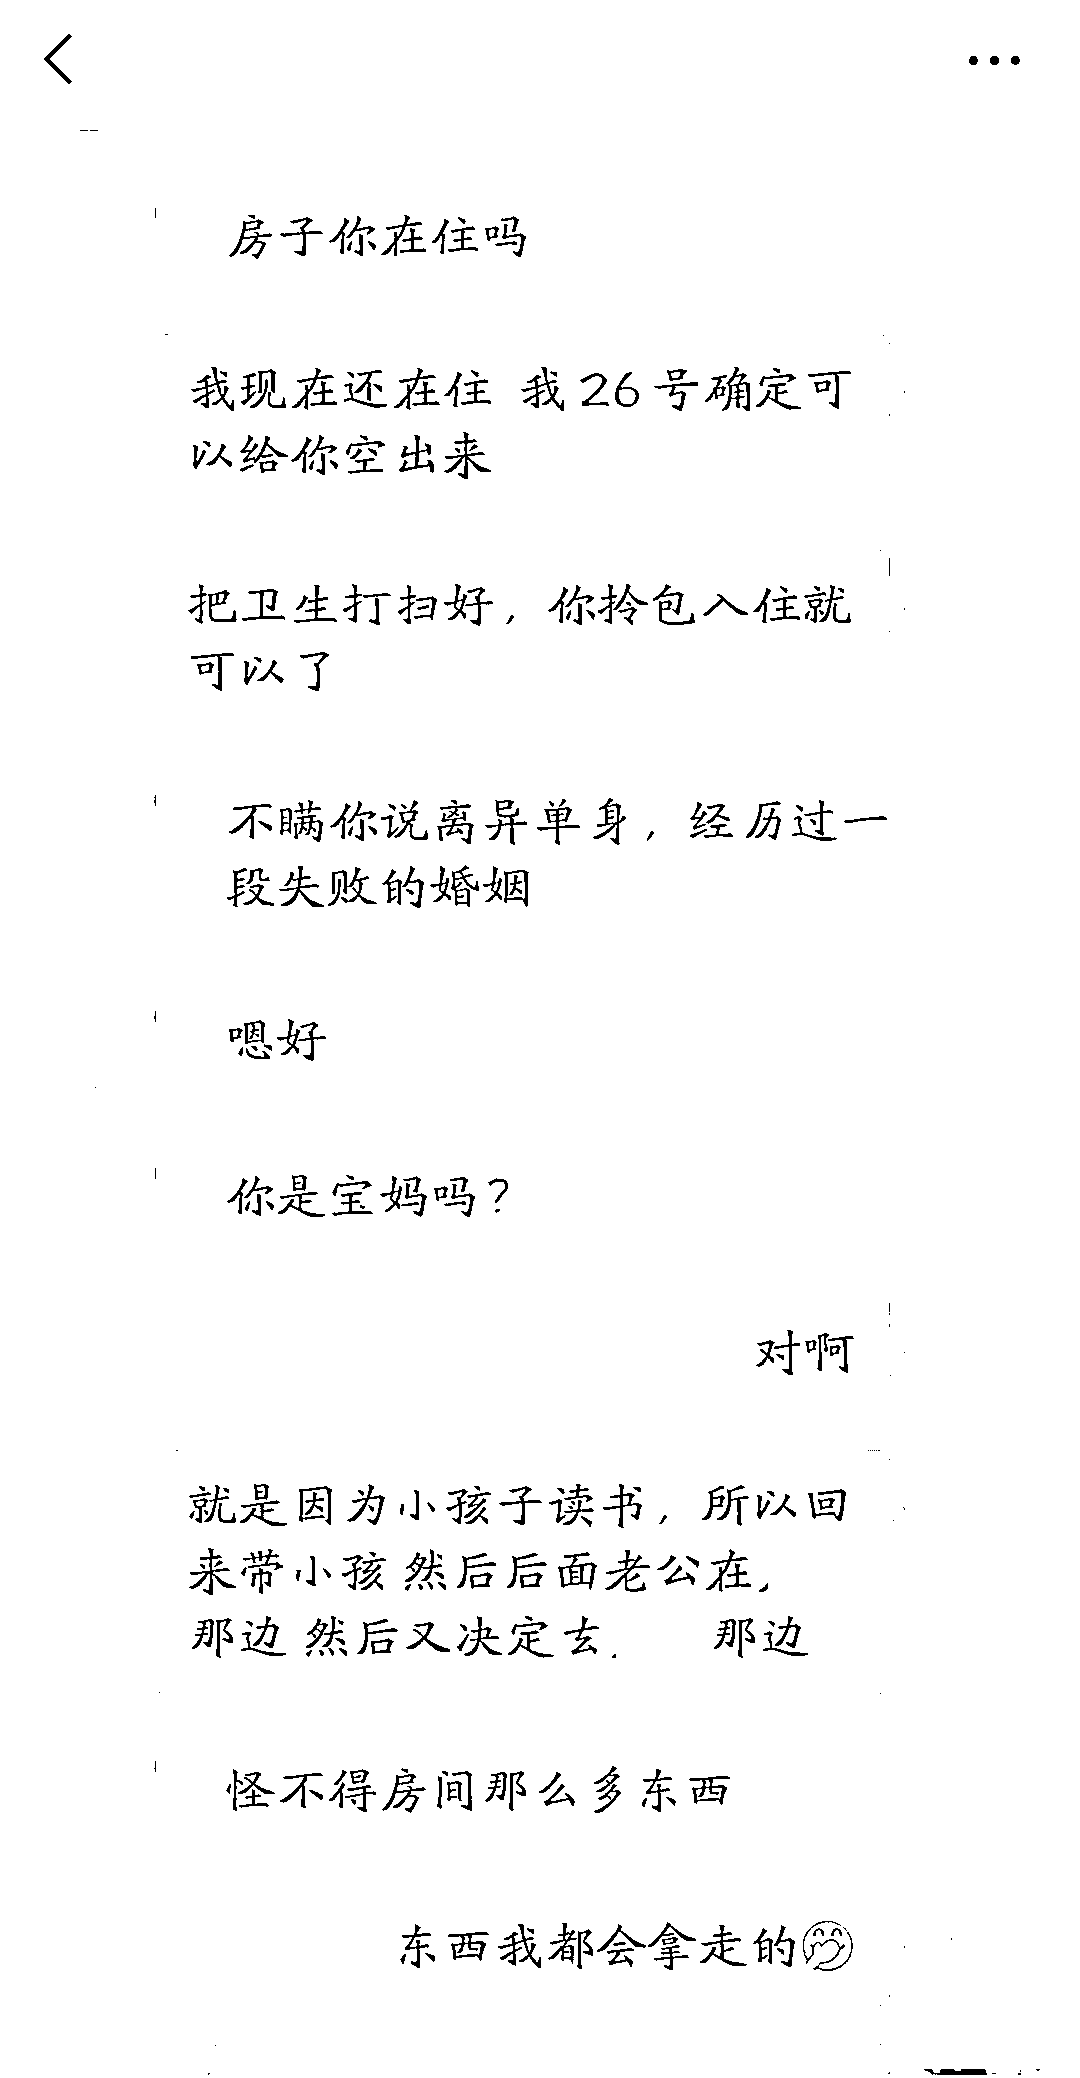 房子你在住吗
我现在还在住 我26号确定可
以给你空出来
把卫生打扫好，你拎包入住就
可以了
不瞒你说离异单身，经历过一
段失败的婚姻
嗯好
你是宝妈吗？
对啊
就是因为小孩子读书，所以回
来带小孩 然后后面老公在
那边 然后又决定去 那边
怪不得房间那么多东西
东西我都会拿走的🤭